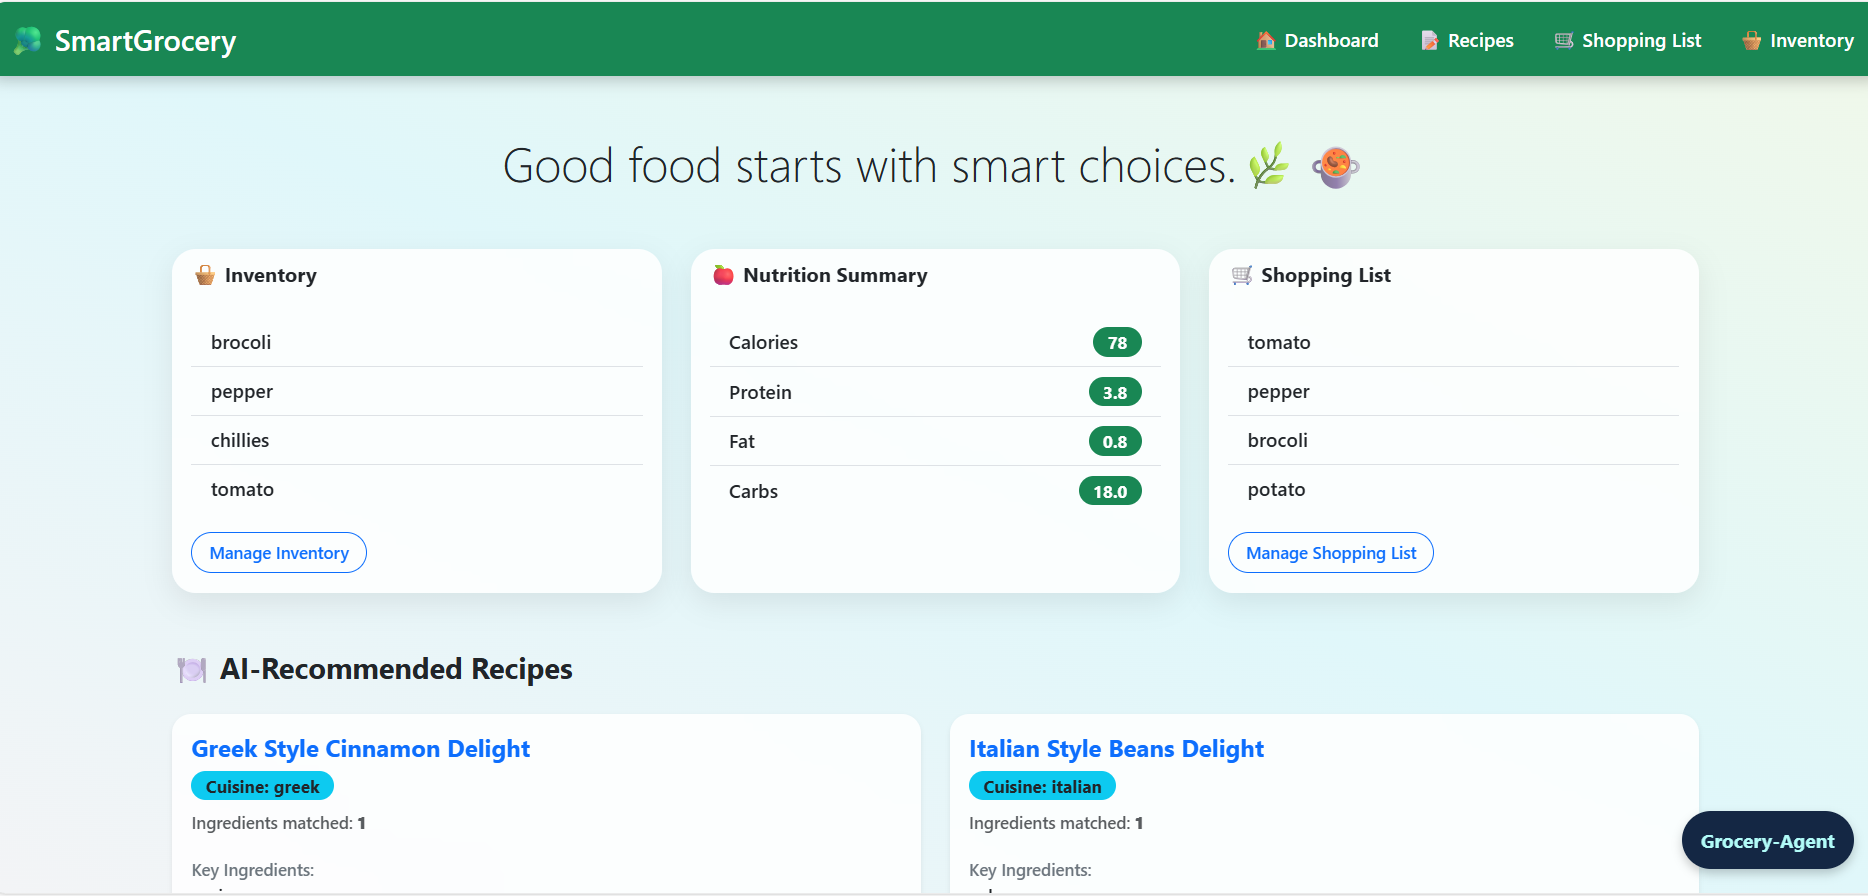 SmartGrocery
Dashboard
Recipes
Shopping List
Inventory
Good food starts with smart choices.
Inventory
brocoli
pepper
chillies
tomato
Manage Inventory
Nutrition Summary
Calories 78
Protein 3.8
Fat 0.8
Carbs 18.0
Shopping List
tomato
pepper
brocoli
potato
Manage Shopping List
AI-Recommended Recipes
Greek Style Cinnamon Delight
Cuisine: greek
Ingredients matched: 1
Key Ingredients:
Italian Style Beans Delight
Cuisine: italian
Ingredients matched: 1
Key Ingredients:
Grocery-Agent